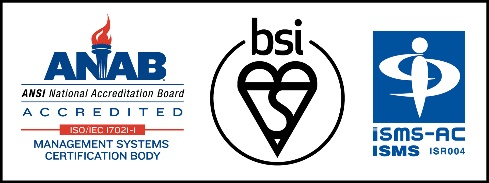 ANAB
ANSI National Accreditation Board
ACCREDITED
ISO/IEC 17021-1
MANAGEMENT SYSTEMS
CERTIFICATION BODY
bsi
iSMS-AC
ISMS ISR004